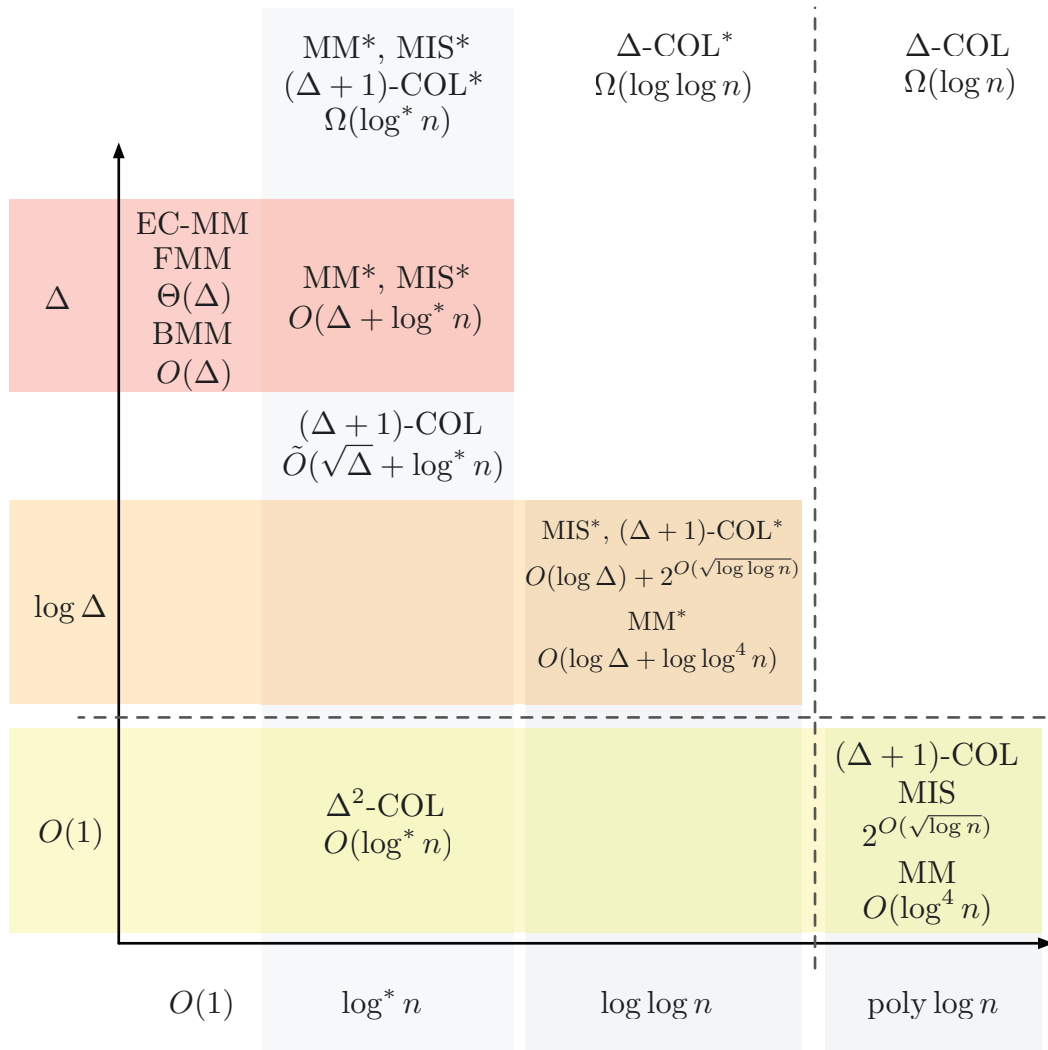 MM*, MIS*
(Δ + 1)-COL*
Ω(log* n)
Δ-COL*
Ω(log log n)
Δ-COL
Ω(log n)
Δ
EC-MM
FMM
Θ(Δ)
BMM
O(Δ)
MM*, MIS*
O(Δ + log* n)
(Δ + 1)-COL
Õ(√Δ + log* n)
log Δ
MIS*, (Δ + 1)-COL*
O(log Δ) + 2^{O(√log log n)}
MM*
O(log Δ + log log⁴ n)
O(1)
Δ²-COL
O(log* n)
(Δ + 1)-COL
MIS
2^{O(√log n)}
MM
O(log⁴ n)
O(1)
log* n
log log n
poly log n